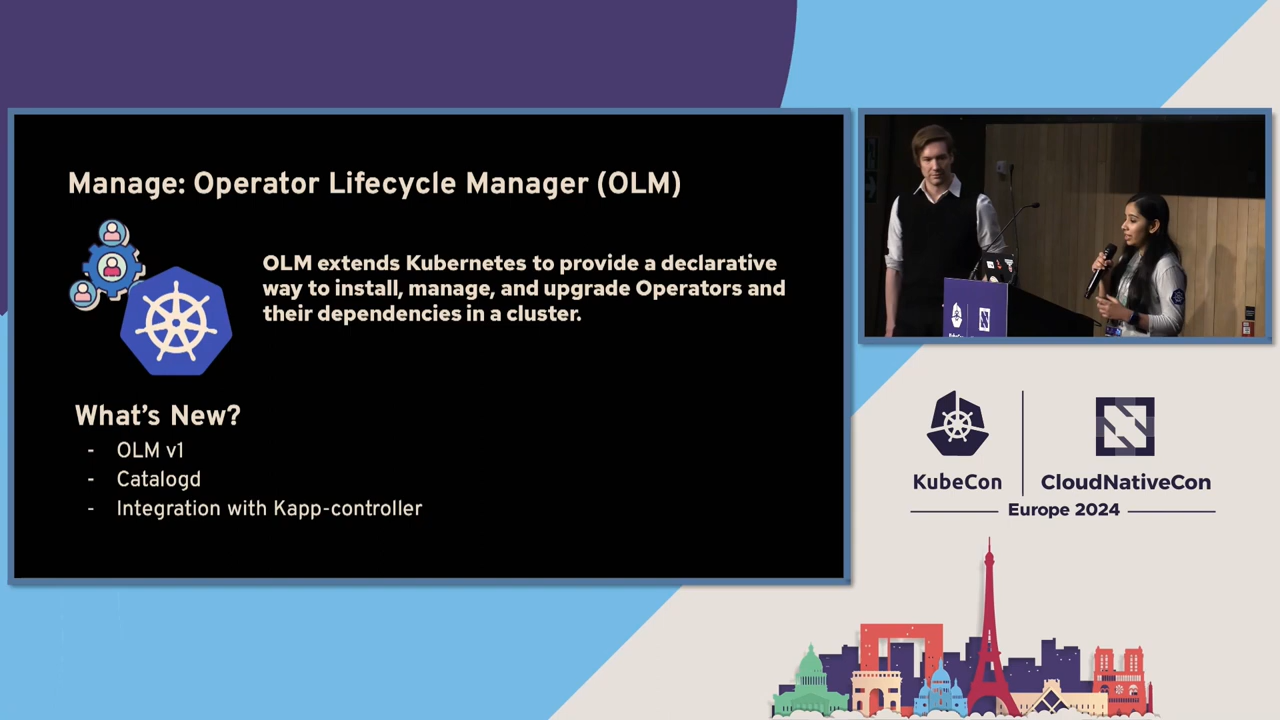 Manage: Operator Lifecycle Manager (OLM)
OLM extends Kubernetes to provide a declarative
way to install, manage, and upgrade Operators and
their dependencies in a cluster.
What's New?
- OLM v1
- Catalogd
- Integration with Kapp-controller
KubeCon
CloudNativeCon
Europe 2024